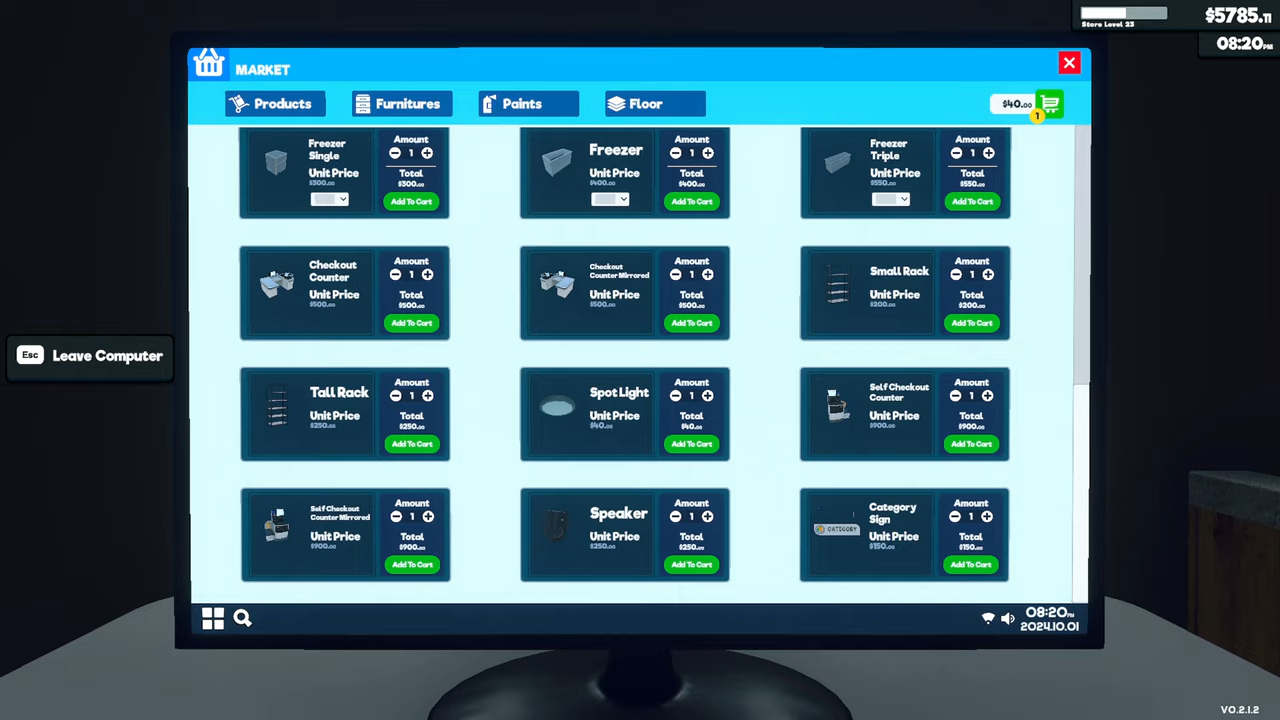 Store Level 23
$5785.11
08:20PM
MARKET
Products
Furnitures
Paints
Floor
$40.00
1
Freezer Single
Unit Price
$300.00
Amount
1
Total
$300.00
Add To Cart
Freezer
Unit Price
$400.00
Amount
1
Total
$400.00
Add To Cart
Freezer Triple
Unit Price
$550.00
Amount
1
Total
$550.00
Add To Cart
Checkout Counter
Unit Price
$500.00
Amount
1
Total
$500.00
Add To Cart
Checkout Counter Mirrored
Unit Price
$500.00
Amount
1
Total
$500.00
Add To Cart
Small Rack
Unit Price
$200.00
Amount
1
Total
$200.00
Add To Cart
Esc Leave Computer
Tall Rack
Unit Price
$250.00
Amount
1
Total
$250.00
Add To Cart
Spot Light
Unit Price
$40.00
Amount
1
Total
$40.00
Add To Cart
Self Checkout Counter
Unit Price
$900.00
Amount
1
Total
$900.00
Add To Cart
Self Checkout Counter Mirrored
Unit Price
$900.00
Amount
1
Total
$900.00
Add To Cart
Speaker
Unit Price
$250.00
Amount
1
Total
$250.00
Add To Cart
CATEGORY
Category Sign
Unit Price
$150.00
Amount
1
Total
$150.00
Add To Cart
08:20PM
2024.10.01
V0.2.1.2